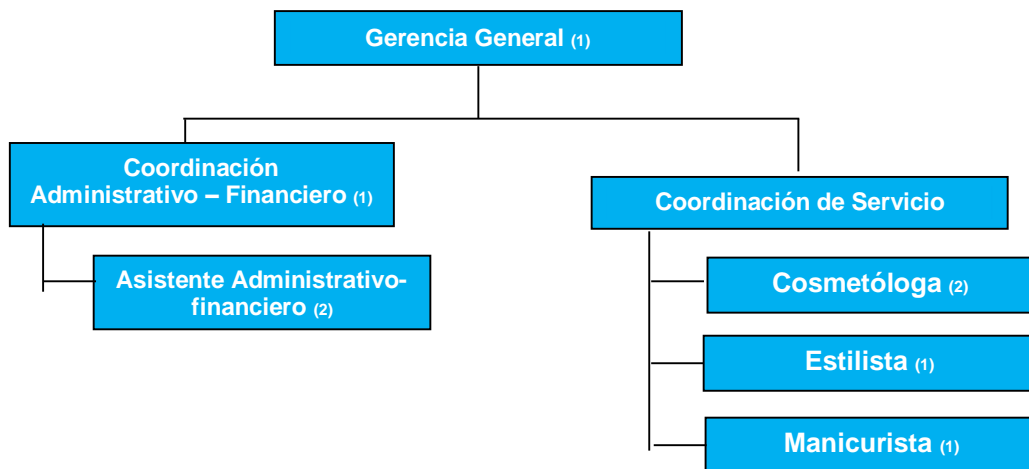 Gerencia General (1)
Coordinación
Administrativo – Financiero (1)
Coordinación de Servicio
Asistente Administrativo-
financiero (2)
Cosmetóloga (2)
Estilista (1)
Manicurista (1)